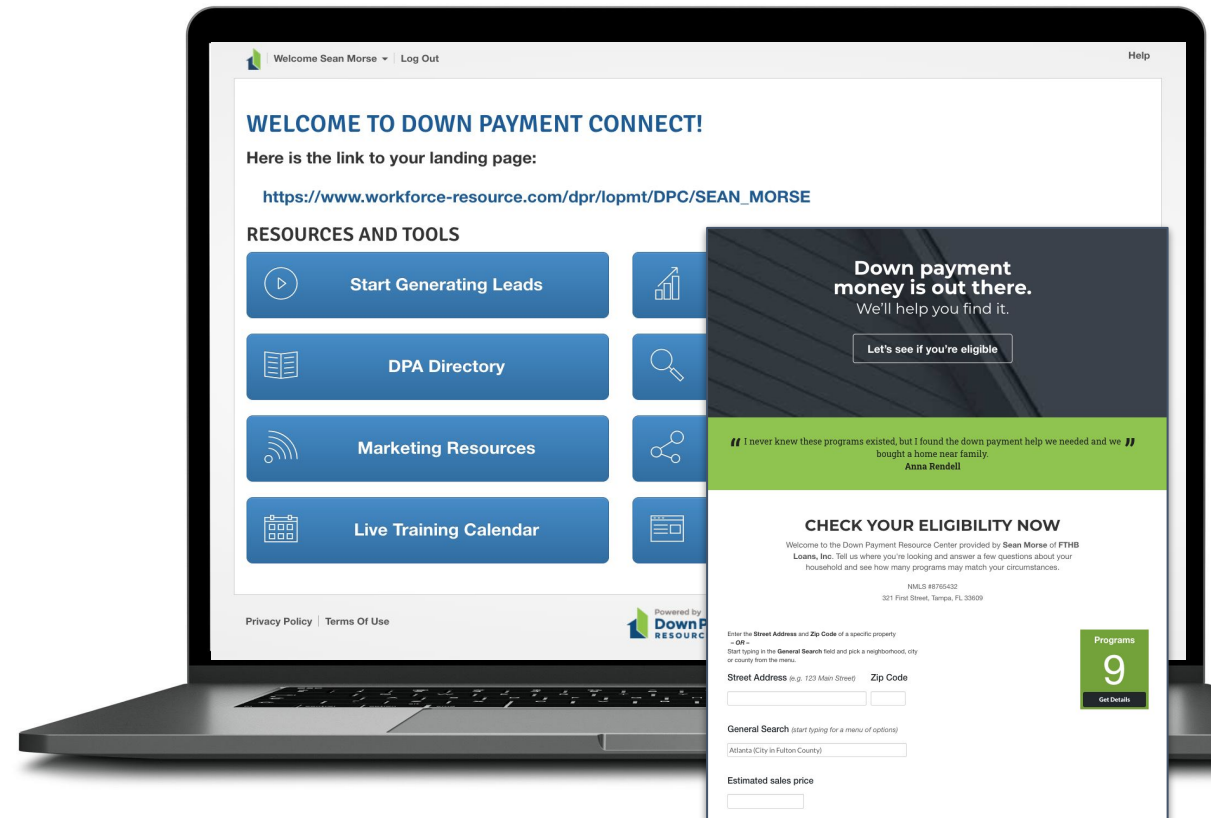 Welcome Sean Morse
Log Out
Help
WELCOME TO DOWN PAYMENT CONNECT!
Here is the link to your landing page:
https://www.workforce-resource.com/dpr/lopmt/DPC/SEAN_MORSE
RESOURCES AND TOOLS
Start Generating Leads
DPA Directory
Marketing Resources
Live Training Calendar
Privacy Policy
Terms Of Use
Powered by
Down P
RESOURC
Down payment
money is out there.
We'll help you find it.
Let's see if you're eligible
“ I never knew these programs existed, but I found the down payment help we needed and we ”
bought a home near family.
Anna Rendell
CHECK YOUR ELIGIBILITY NOW
Welcome to the Down Payment Resource Center provided by Sean Morse of FTHB
Loans, Inc. Tell us where you're looking and answer a few questions about your
household and see how many programs may match your circumstances.
NMLS #8765432
321 First Street, Tampa, FL 33609
Enter the Street Address and Zip Code of a specific property
– OR –
Start typing in the General Search field and pick a neighborhood, city
or county from the menu.
Programs
9
Get Details
Street Address (e.g. 123 Main Street) Zip Code
General Search (start typing for a menu of options)
Atlanta (City in Fulton County)
Estimated sales price